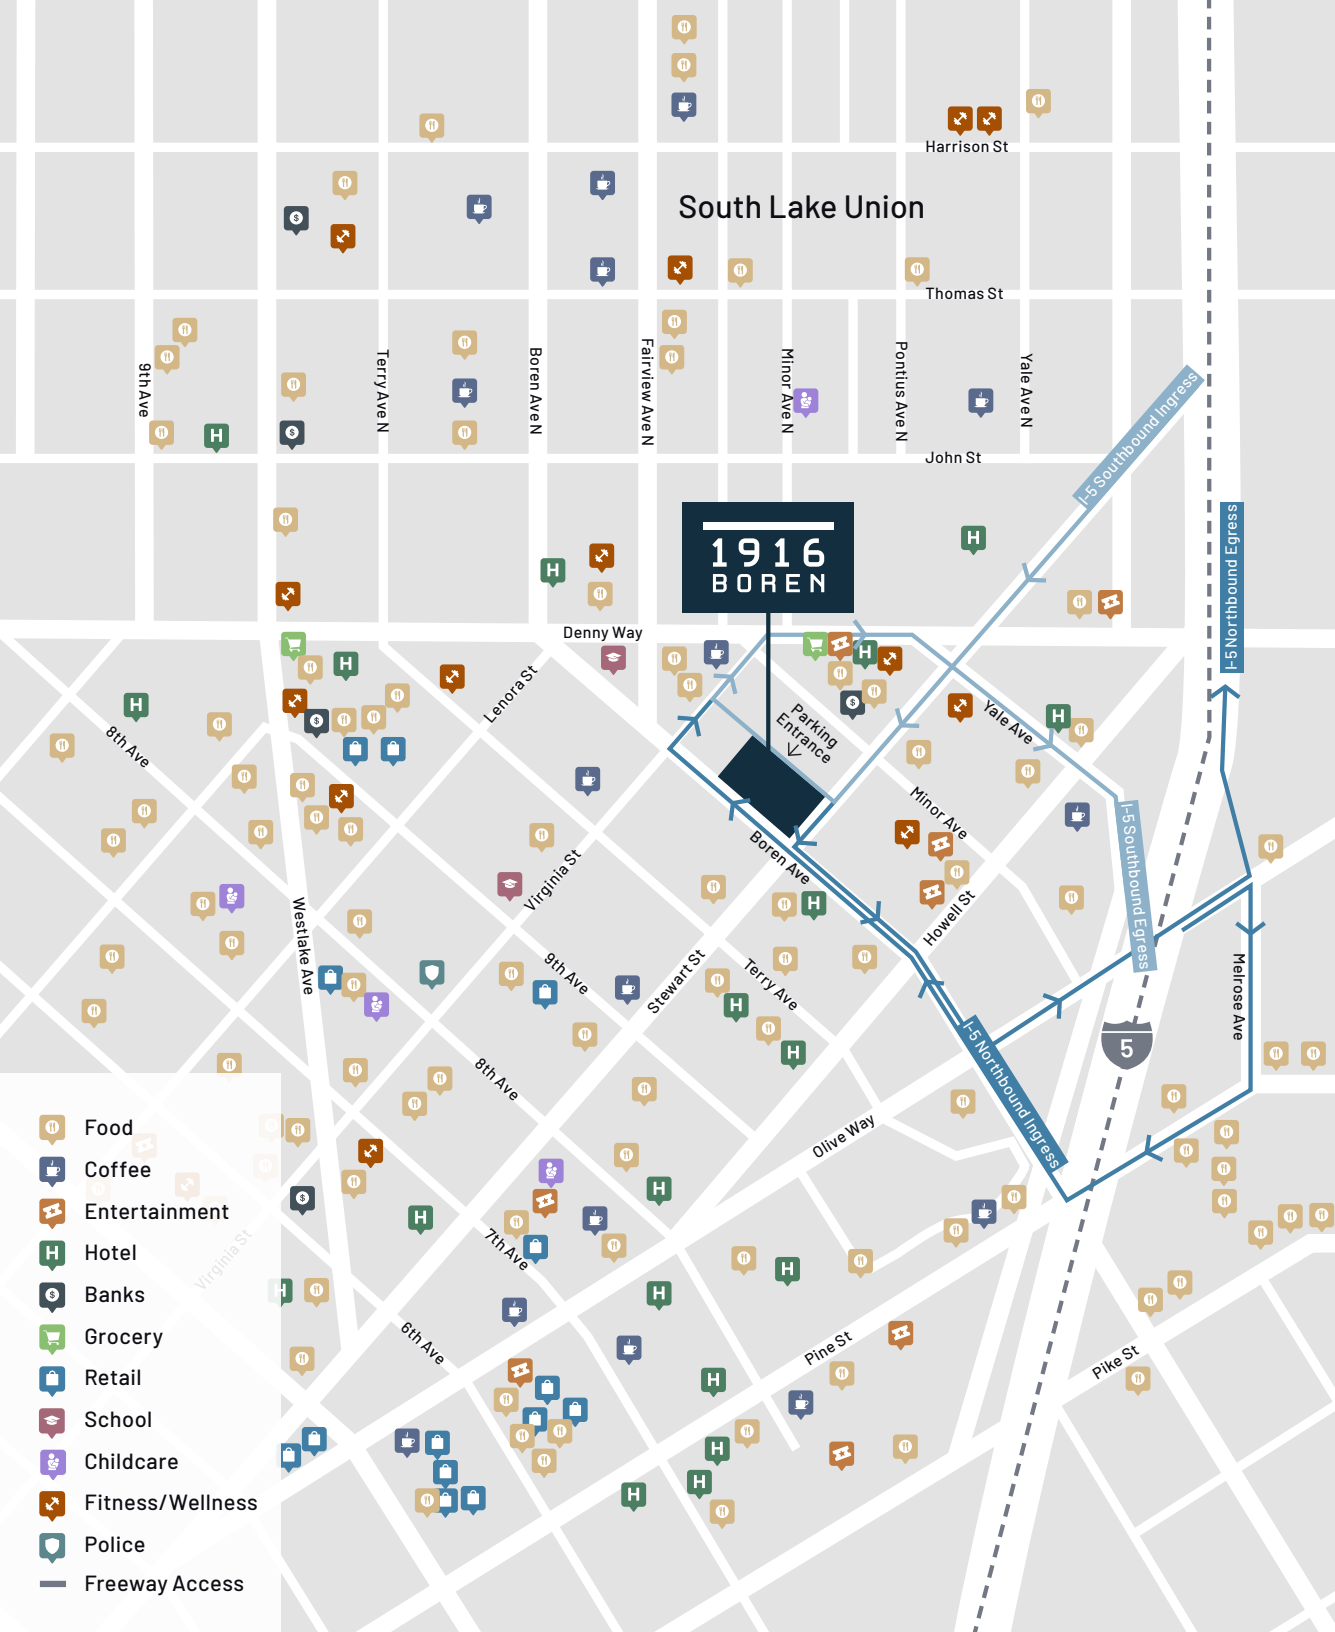 Harrison St
South Lake Union
Thomas St
9th Ave
Terry Ave N
Boren Ave N
Fairview Ave N
Minor Ave N
Pontius Ave N
Yale Ave N
I-5 Southbound Ingress
John St
1916
BOREN
I-5 Northbound Egress
Denny Way
Lenora St
8th Ave
Parking
Entrance
Yale Ave
Minor Ave
I-5 Southbound Egress
Boren Ave
Virginia St
Westlake Ave
Howell St
9th Ave
Stewart St
Terry Ave
Melrose Ave
5
I-5 Northbound Ingress
8th Ave
Olive Way
Virginia St
7th Ave
6th Ave
Pine St
Pike St
Food
Coffee
Entertainment
H Hotel
$ Banks
Grocery
Retail
School
Childcare
Fitness/Wellness
Police
Freeway Access